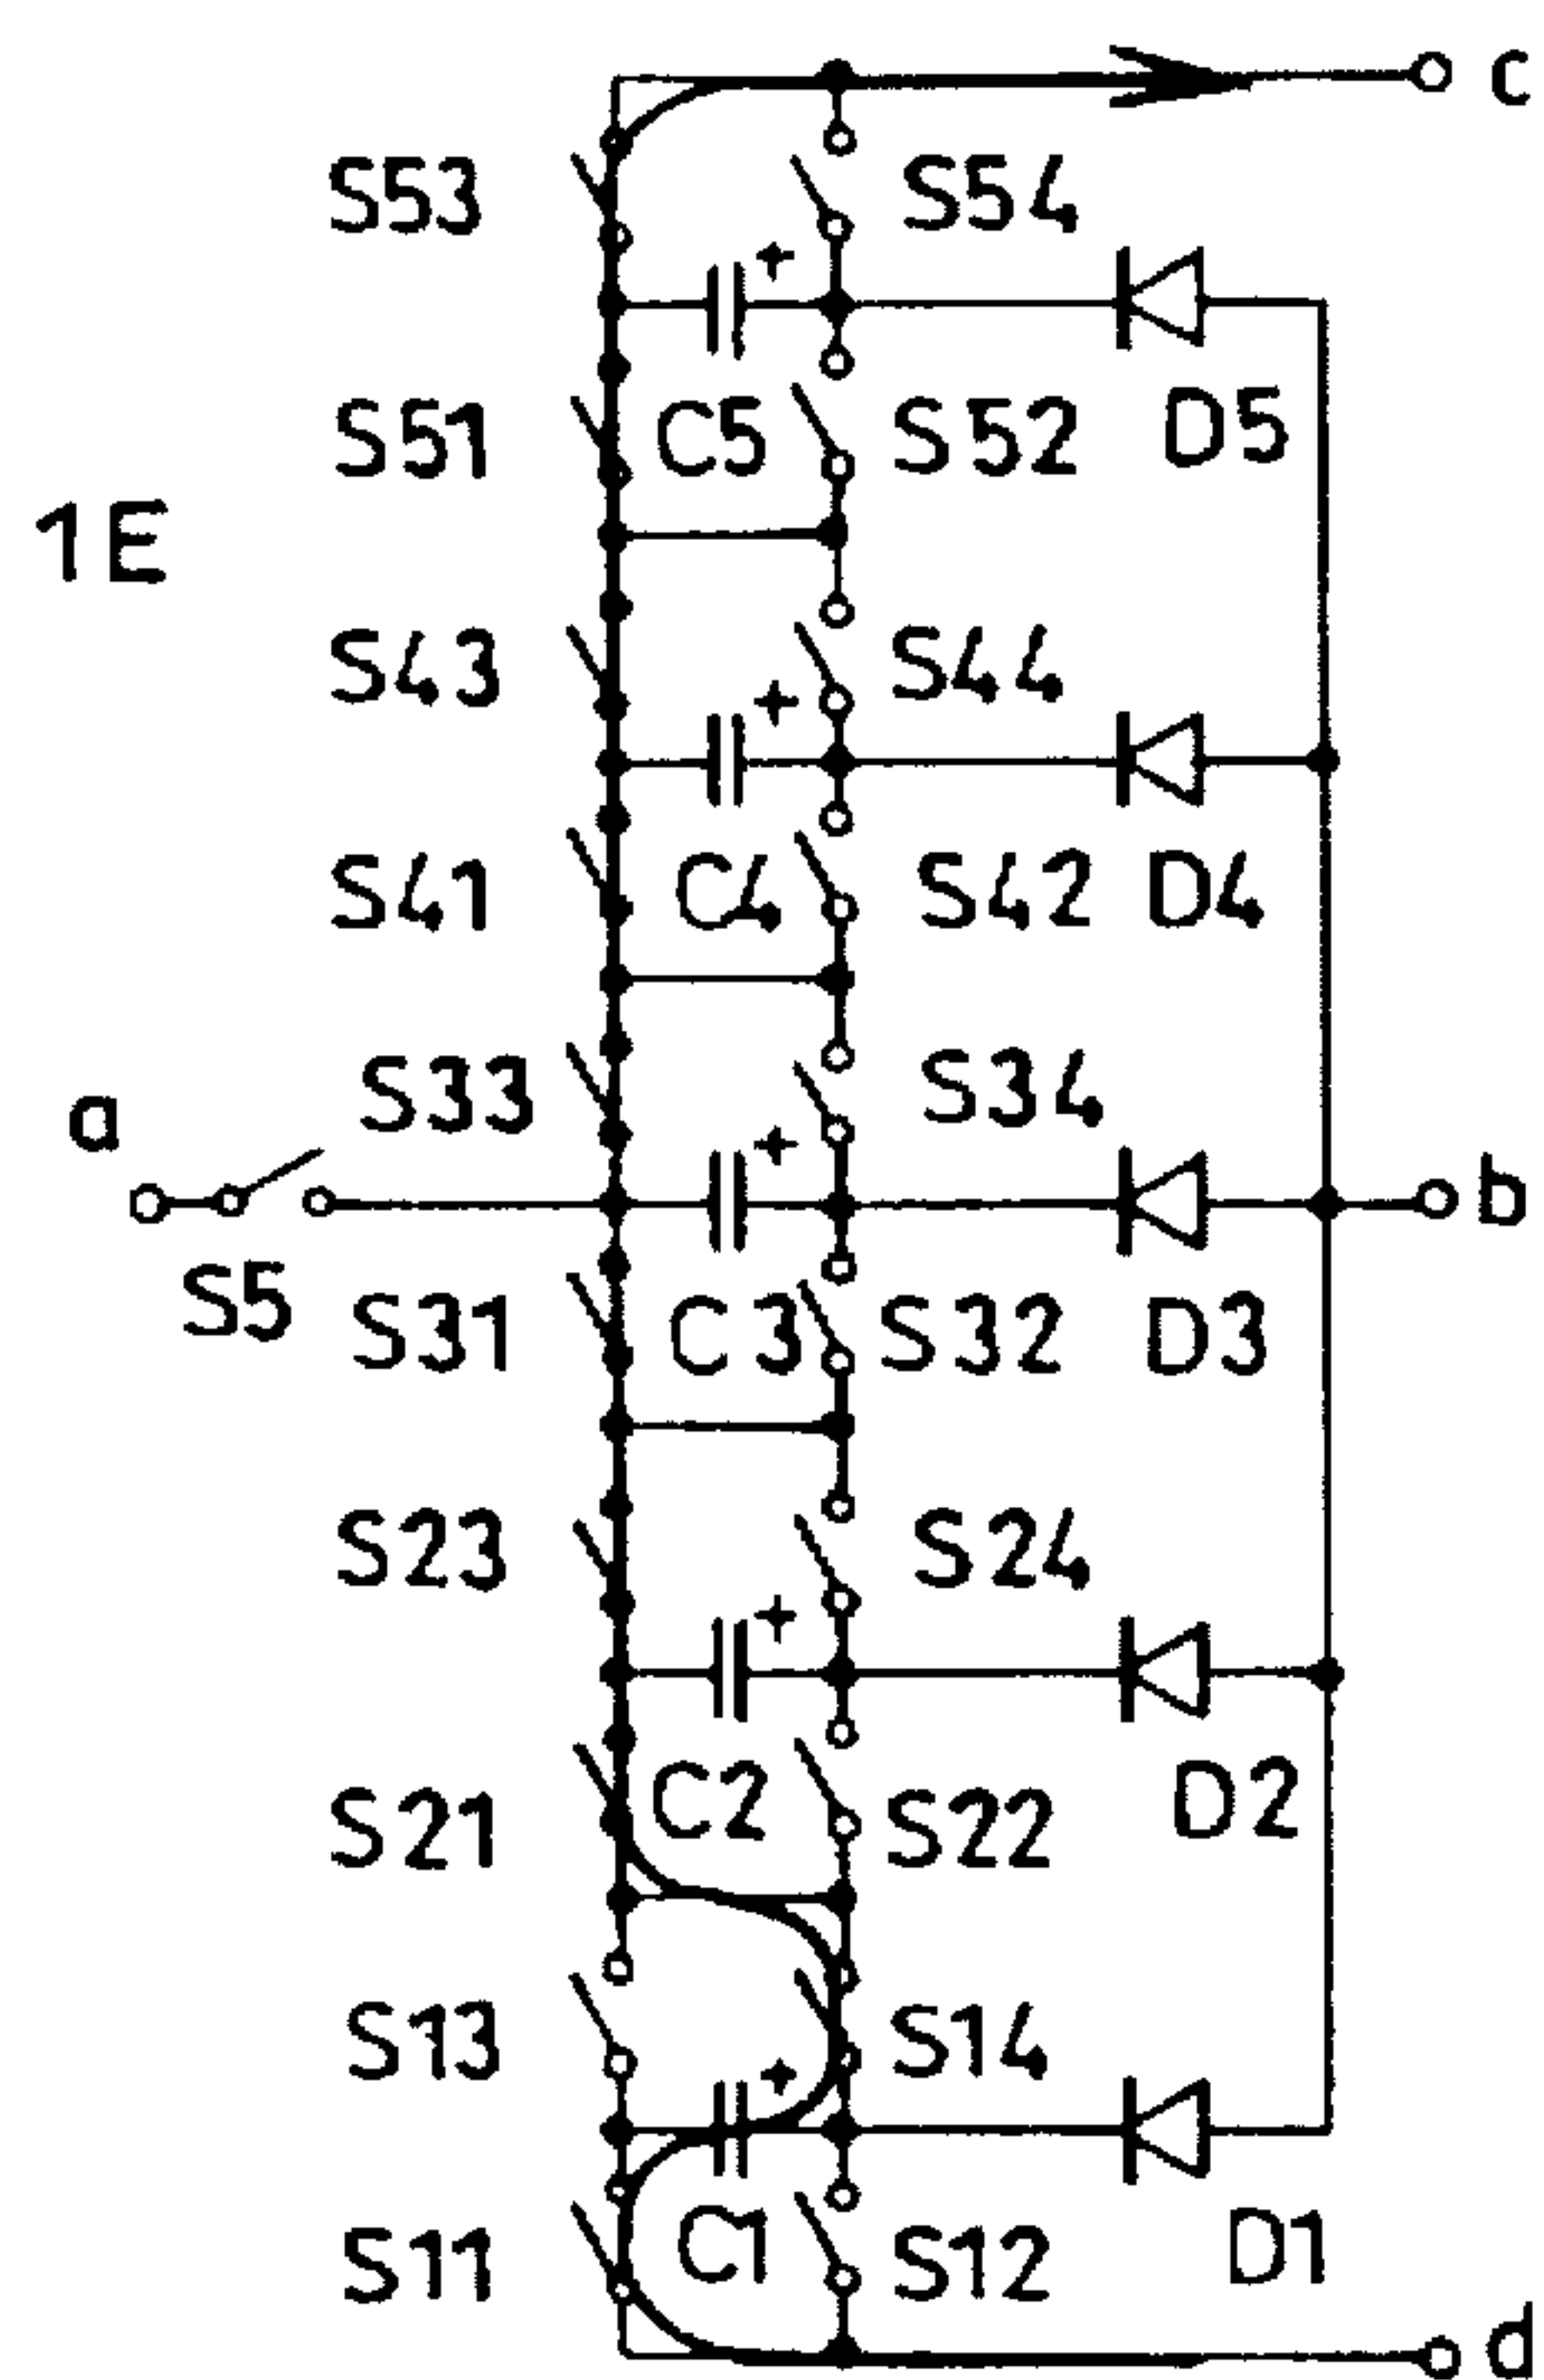 c
S53 S54
+
S51 C5 S52 D5
1E
S43 S44
+
S41 C4 S42 D4
S33 S34
a
+
b
S5 S31 C3 S32 D3
S23 S24
+
S21 C2 S22 D2
S13 S14
+
S11 C1 S12 D1
d